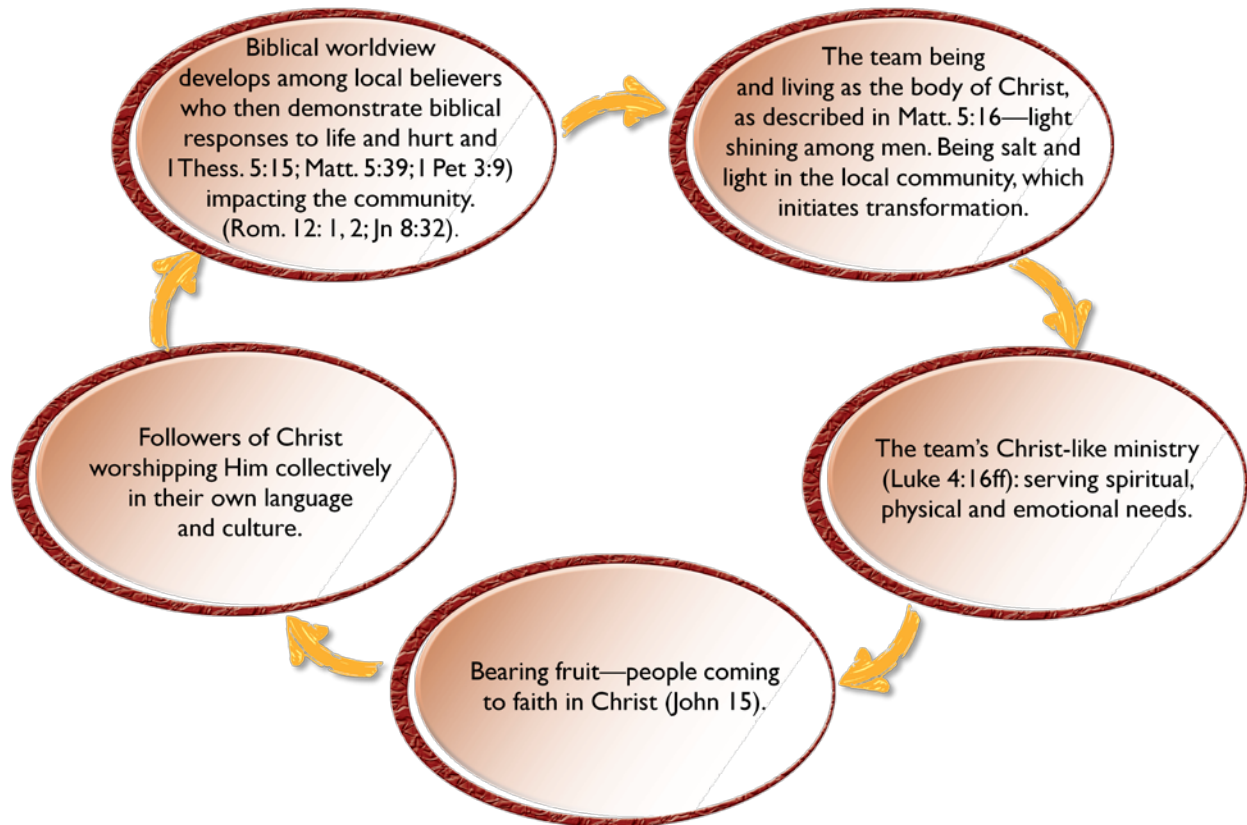 Biblical worldview
develops among local believers
who then demonstrate biblical
responses to life and hurt and
1 Thess. 5:15; Matt. 5:39; 1 Pet 3:9)
impacting the community.
(Rom. 12: 1, 2; Jn 8:32).
The team being
and living as the body of Christ,
as described in Matt. 5:16—light
shining among men. Being salt and
light in the local community, which
initiates transformation.
The team’s Christ-like ministry
(Luke 4:16ff): serving spiritual,
physical and emotional needs.
Bearing fruit—people coming
to faith in Christ (John 15).
Followers of Christ
worshipping Him collectively
in their own language
and culture.